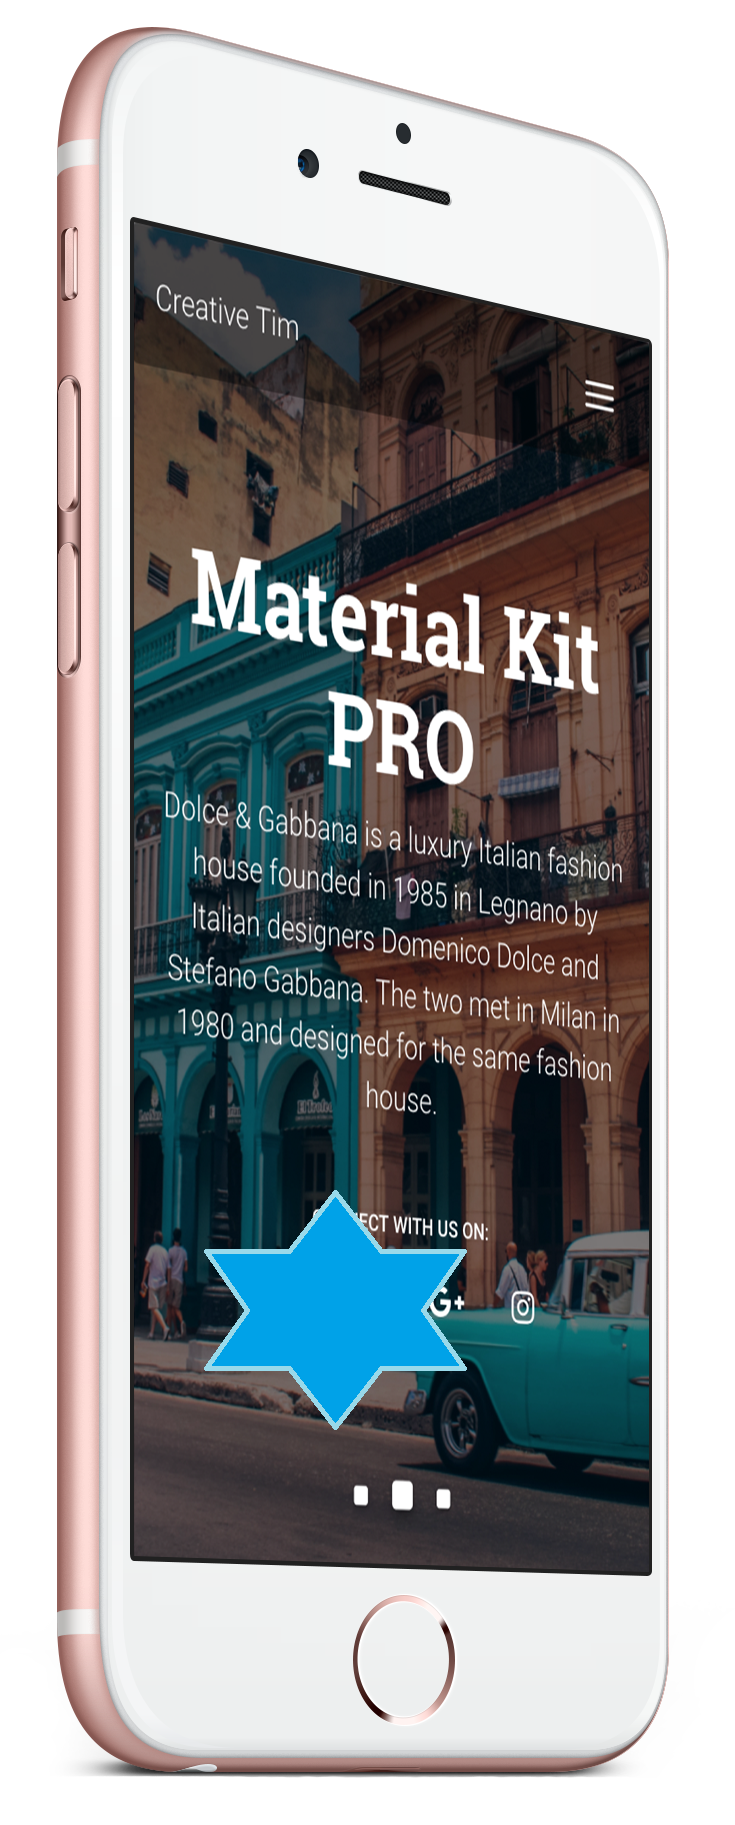 Creative Tim
Material Kit
PRO
Dolce & Gabbana is a luxury Italian fashion
house founded in 1985 in Legnano by
Italian designers Domenico Dolce and
Stefano Gabbana. The two met in Milan in
1980 and designed for the same fashion
house.
WITH US ON:
G+